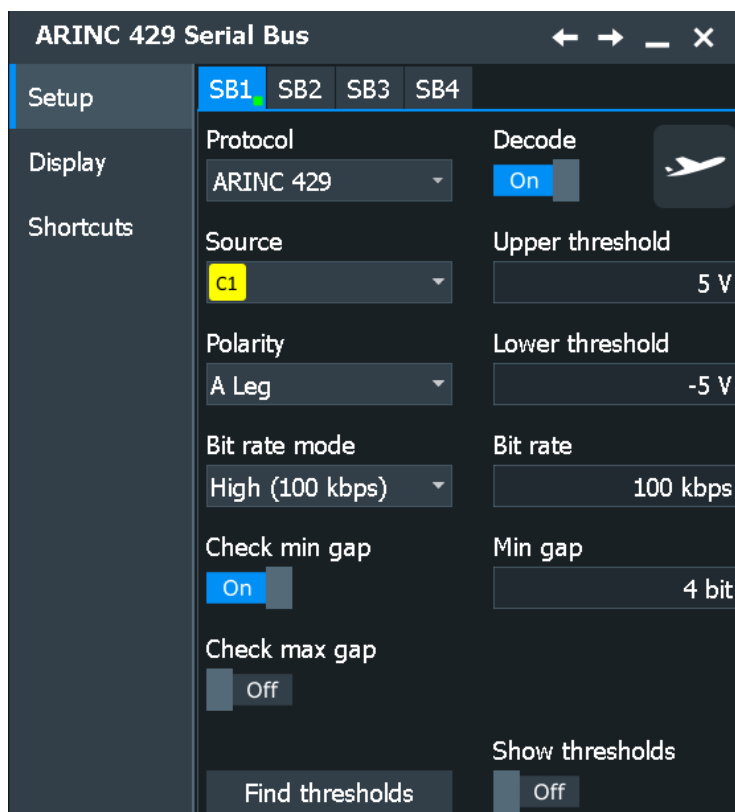 ARINC 429 Serial Bus
Setup
Display
Shortcuts
SB1 SB2 SB3 SB4
Protocol Decode
ARINC 429 On
Source Upper threshold
C1 5 V
Polarity Lower threshold
A Leg -5 V
Bit rate mode Bit rate
High (100 kbps) 100 kbps
Check min gap Min gap
On 4 bit
Check max gap
Off
Show thresholds
Find thresholds Off